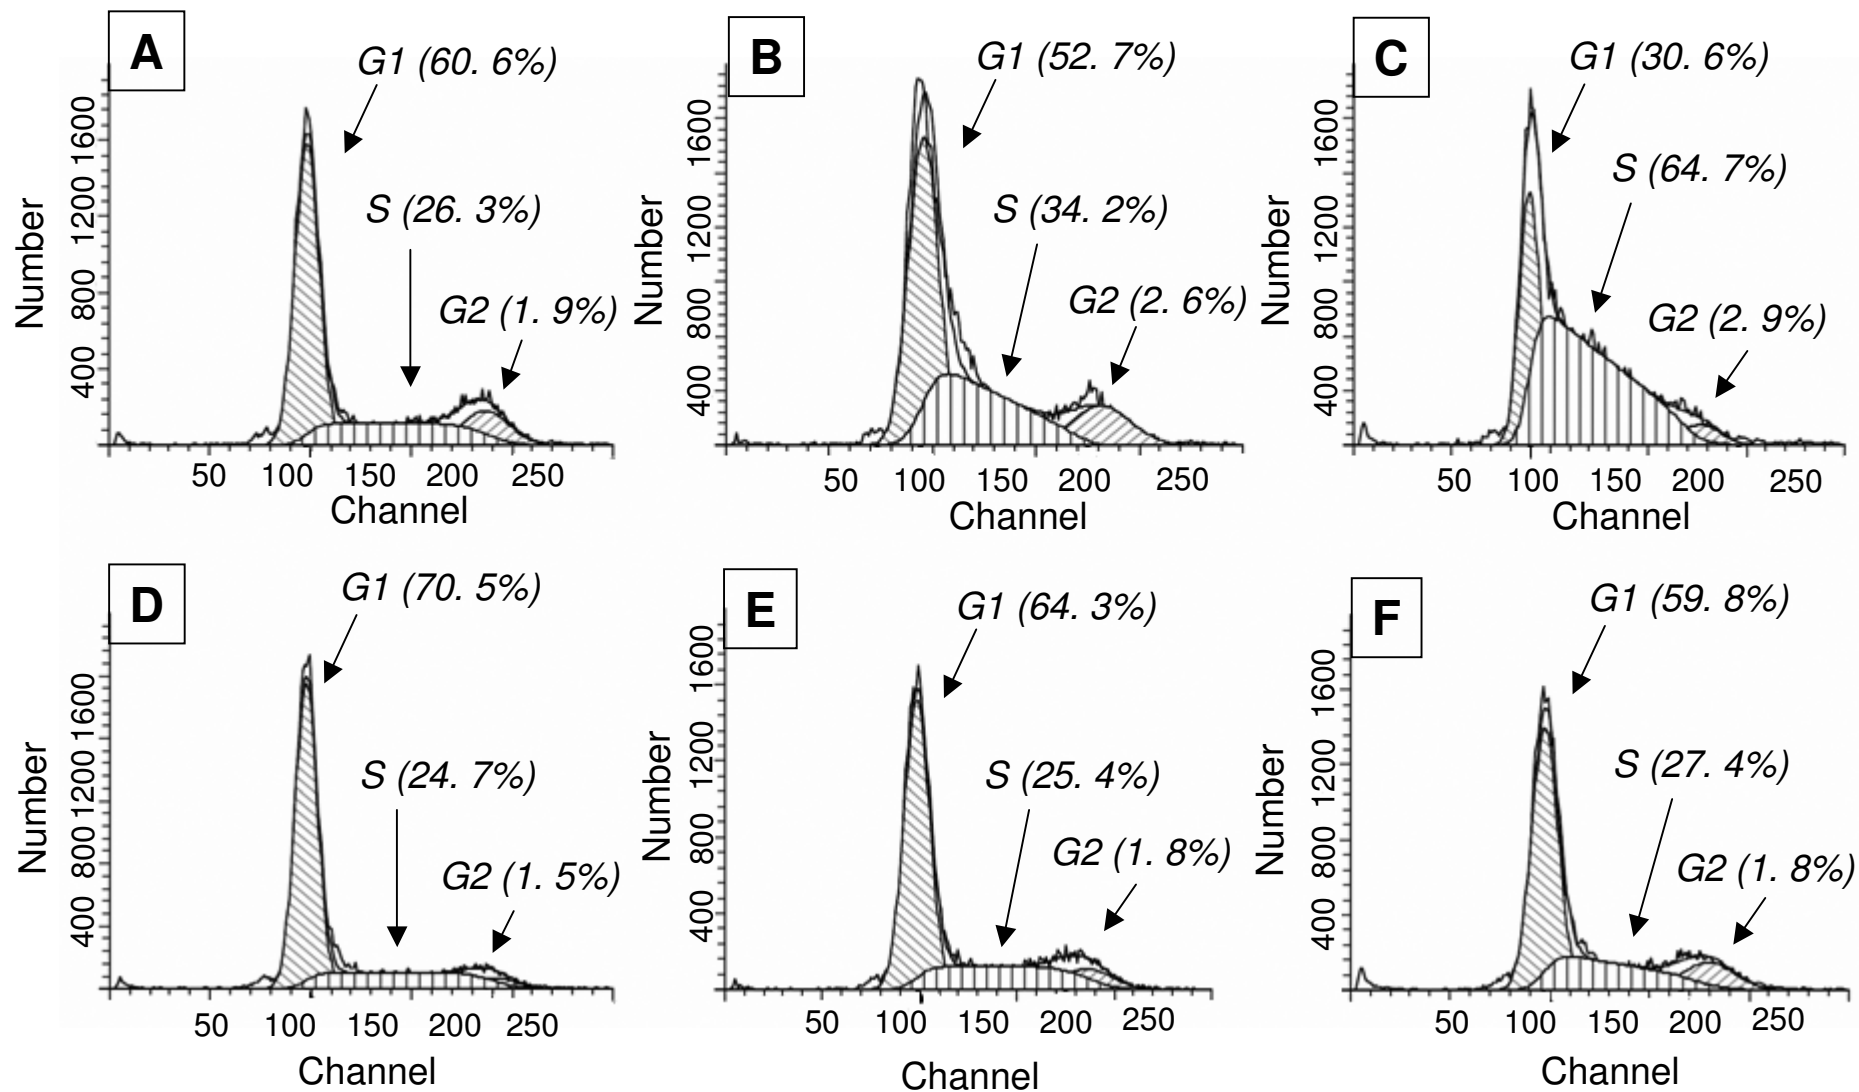 A
G1 (60. 6%)
S (26. 3%)
G2 (1. 9%)
Number
400 800 1200 1600
50 100 150 200 250
Channel
B
G1 (52. 7%)
S (34. 2%)
G2 (2. 6%)
Number
400 800 1200 1600
50 100 150 200 250
Channel
C
G1 (30. 6%)
S (64. 7%)
G2 (2. 9%)
Number
400 800 1200 1600
50 100 150 200 250
Channel
D
G1 (70. 5%)
S (24. 7%)
G2 (1. 5%)
Number
400 800 1200 1600
50 100 150 200 250
Channel
E
G1 (64. 3%)
S (25. 4%)
G2 (1. 8%)
Number
400 800 1200 1600
50 100 150 200 250
Channel
F
G1 (59. 8%)
S (27. 4%)
G2 (1. 8%)
Number
400 800 1200 1600
50 100 150 200 250
Channel